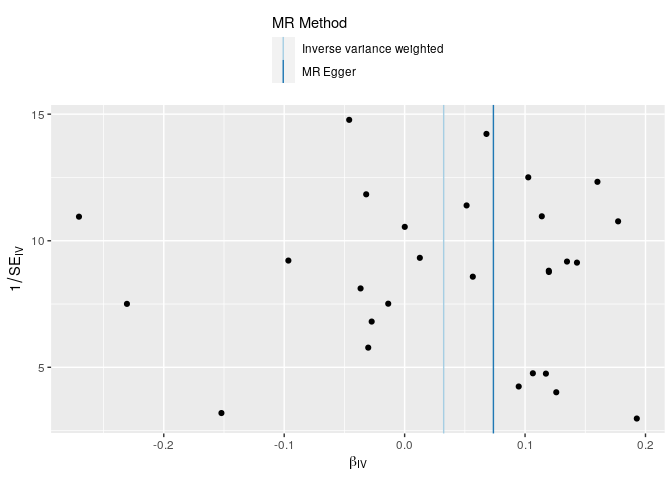 MR Method
Inverse variance weighted
MR Egger
15
10
5
1/SE_IV
-0.2
-0.1
0.0
0.1
0.2
β_IV